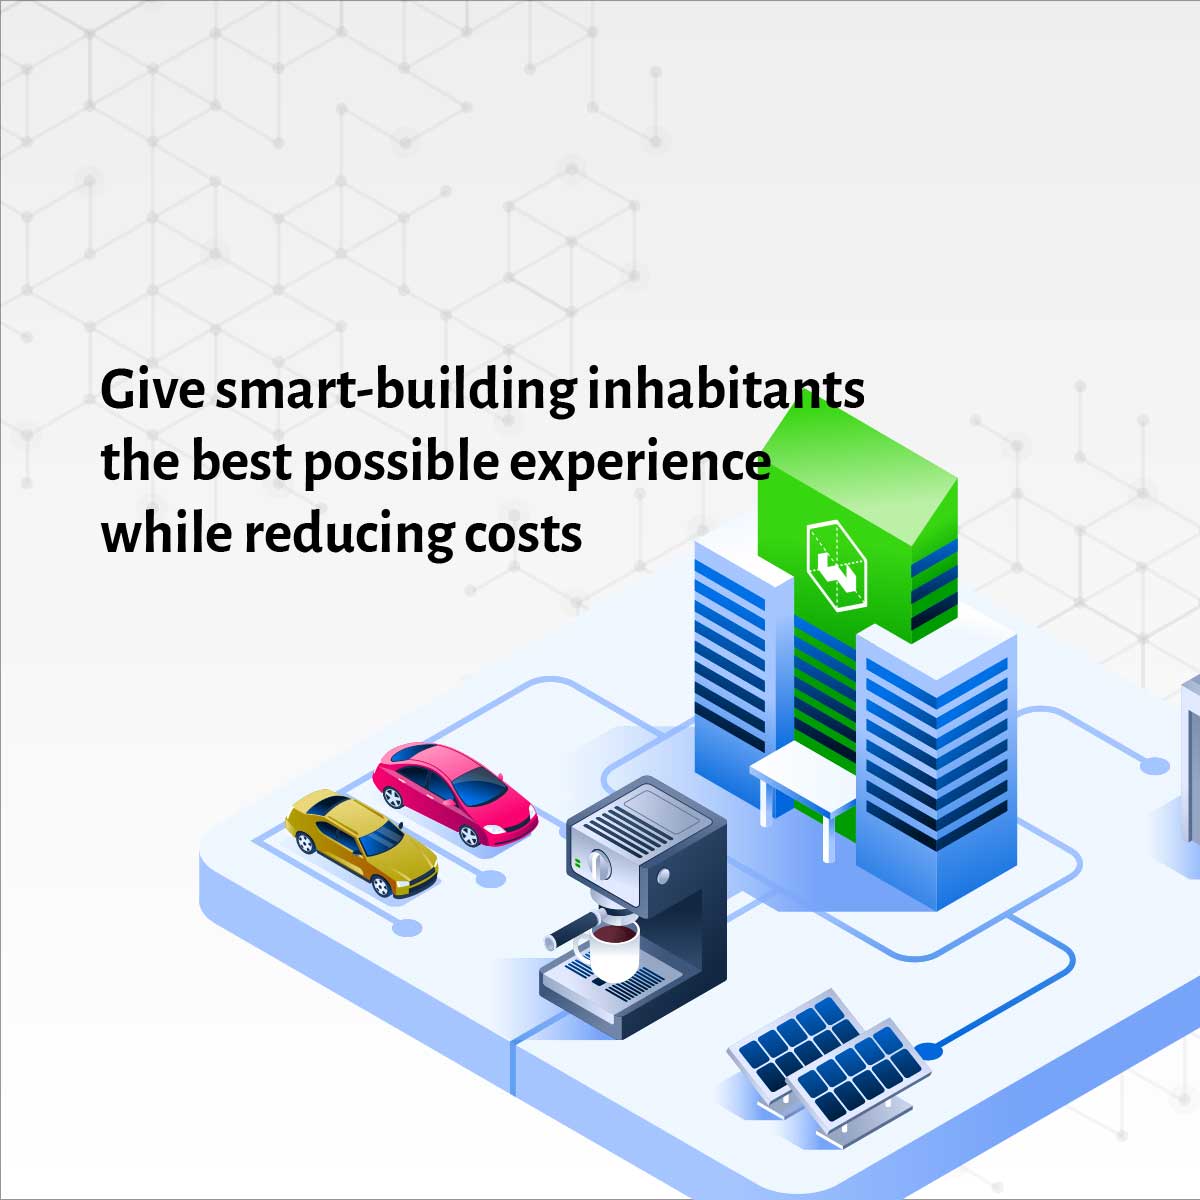 Give smart-building inhabitants
the best possible experience
while reducing costs